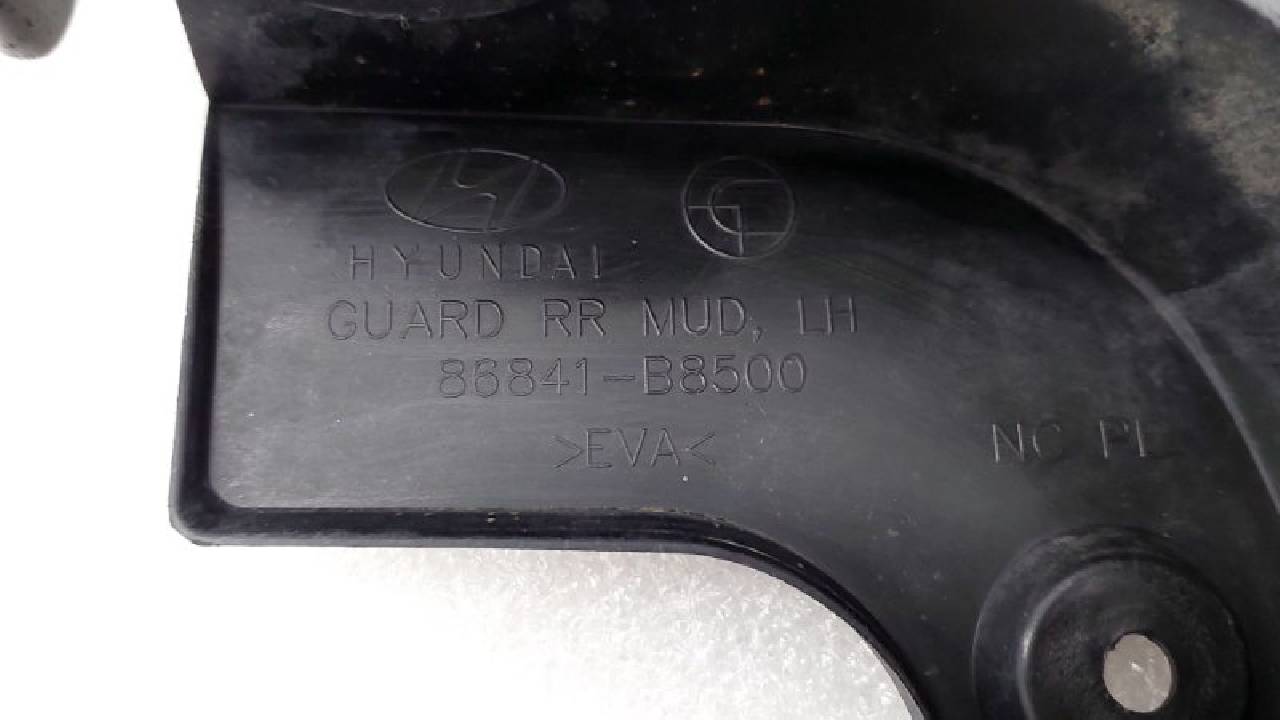 HYUNDAI
GUARD RR MUD, LH
86841-B8500
>EVA<
NC PL